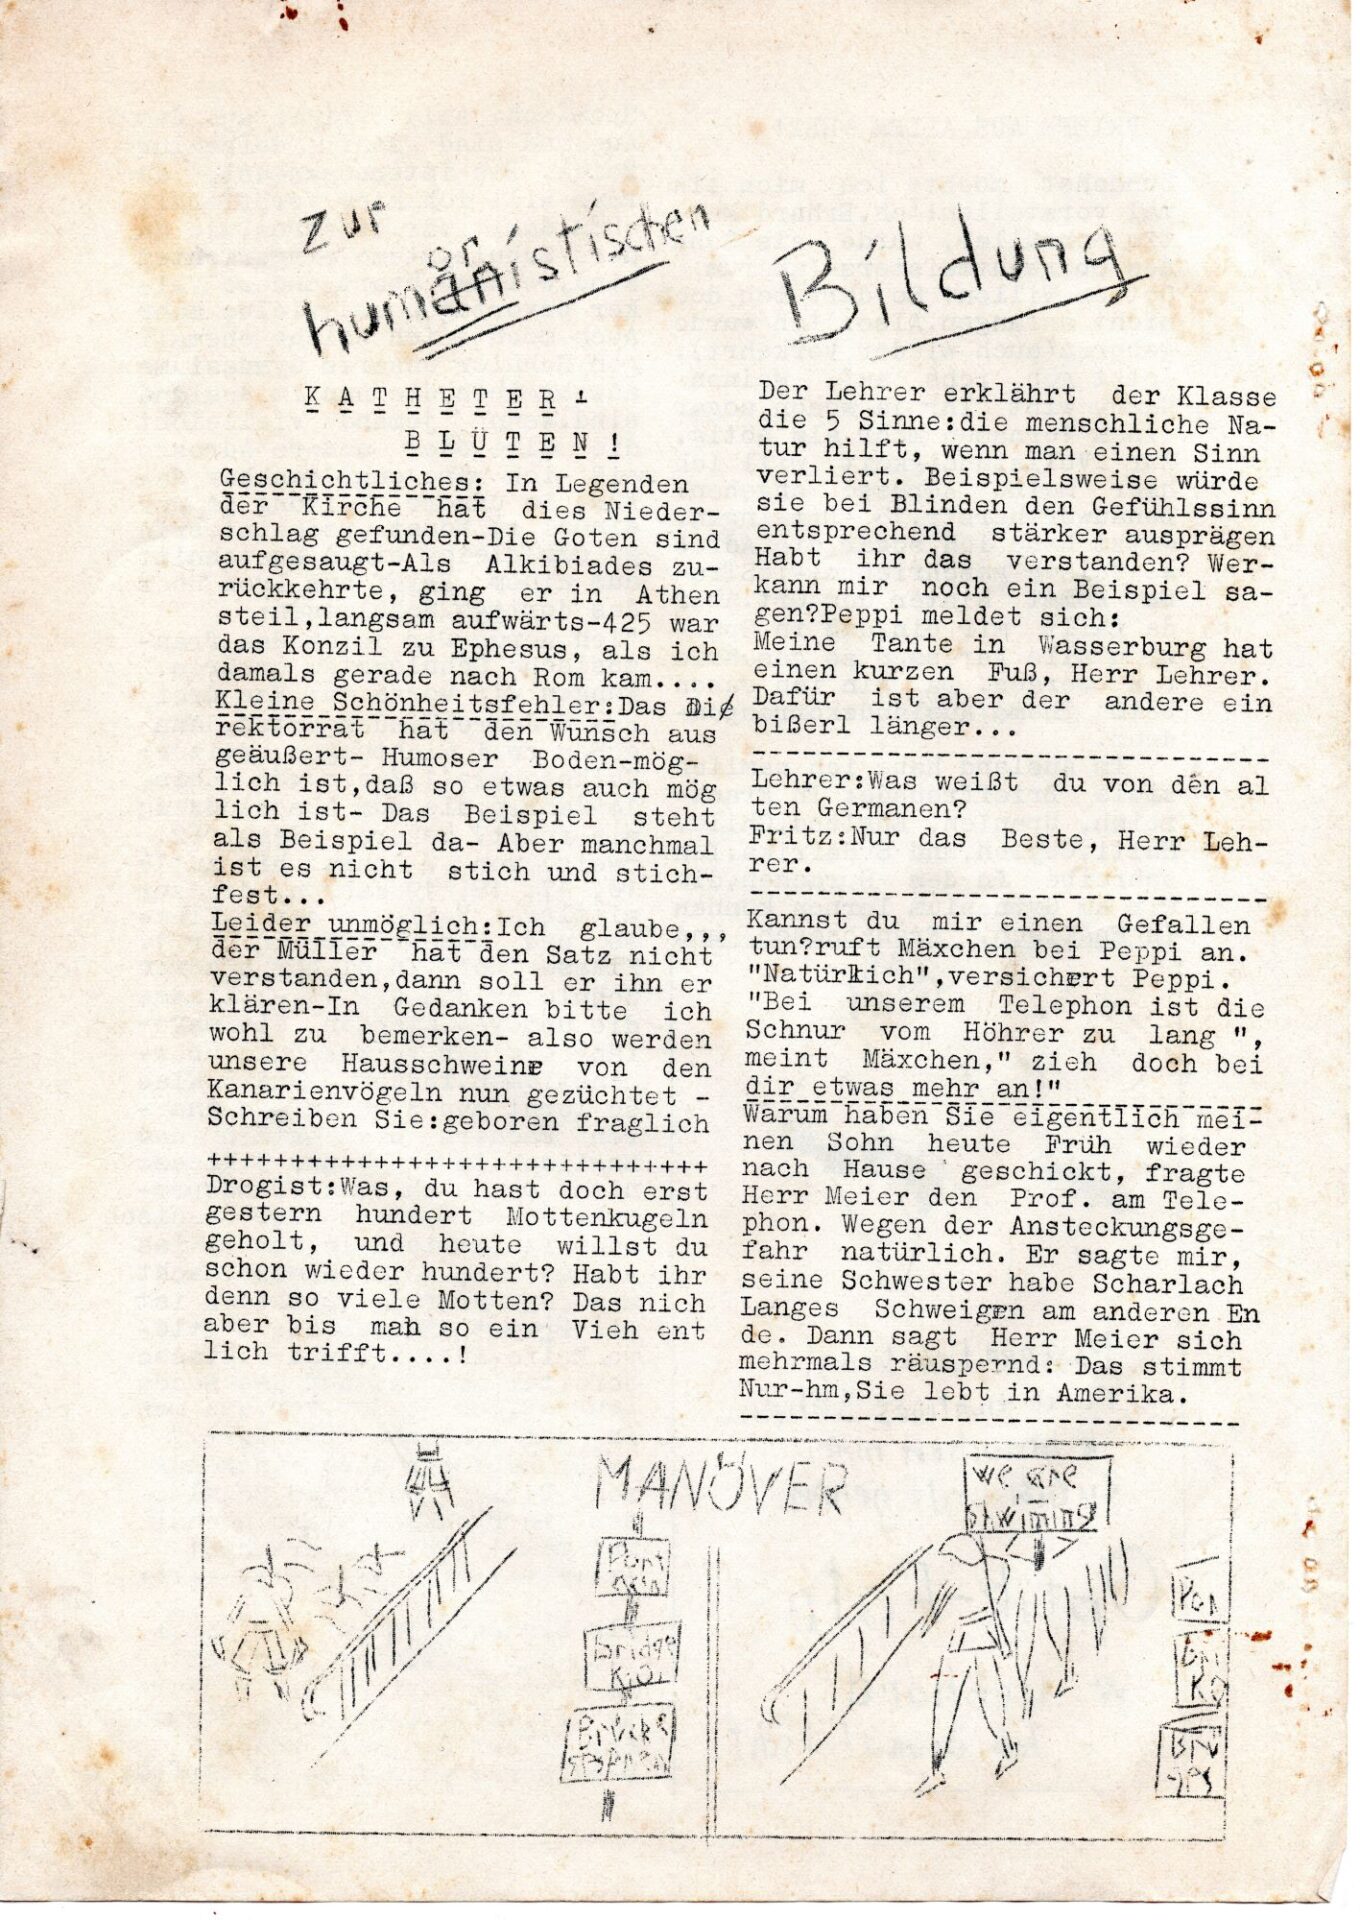 zur
or
humanistischen Bildung
K A T H E T E R -
B L Ü T E N !
Geschichtliches: In Legenden
der Kirche hat dies Nieder-
schlag gefunden-Die Goten sind
aufgesaugt-Als Alkibiades zu-
rückkehrte, ging er in Athen
steil,langsam aufwärts-425 war
das Konzil zu Ephesus, als ich
damals gerade nach Rom kam....
Kleine Schönheitsfehler:Das Di
rektorrat hat den Wunsch aus
geäußert- Humoser Boden-mög-
lich ist,daß so etwas auch mög
lich ist- Das Beispiel steht
als Beispiel da- Aber manchmal
ist es nicht stich und stich-
fest...
Leider unmöglich:Ich glaube,,,
der Müller hat den Satz nicht
verstanden,dann soll er ihn er
klären-In Gedanken bitte ich
wohl zu bemerken- also werden
unsere Hausschweine von den
Kanarienvögeln nun gezüchtet -
Schreiben Sie:geboren fraglich
++++++++++++++++++++++++++++++
Drogist:Was, du hast doch erst
gestern hundert Mottenkugeln
geholt, und heute willst du
schon wieder hundert? Habt ihr
denn so viele Motten? Das nich
aber bis man so ein Vieh ent
lich trifft....!
Der Lehrer erklährt der Klasse
die 5 Sinne:die menschliche Na-
tur hilft, wenn man einen Sinn
verliert. Beispielsweise würde
sie bei Blinden den Gefühlssinn
entsprechend stärker ausprägen
Habt ihr das verstanden? Wer-
kann mir noch ein Beispiel sa-
gen?Peppi meldet sich:
Meine Tante in Wasserburg hat
einen kurzen Fuß, Herr Lehrer.
Dafür ist aber der andere ein
bißerl länger...
-------------------------------
Lehrer:Was weißt du von den al
ten Germanen?
Fritz:Nur das Beste, Herr Leh-
rer.
-------------------------------
Kannst du mir einen Gefallen
tun?ruft Mäxchen bei Peppi an.
"Natürlich",versichert Peppi.
"Bei unserem Telephon ist die
Schnur vom Höhrer zu lang ",
meint Mäxchen," zieh doch bei
dir etwas mehr an!"
Warum haben Sie eigentlich mei-
nen Sohn heute Früh wieder
nach Hause geschickt, fragte
Herr Meier den Prof. am Tele-
phon. Wegen der Ansteckungsge-
fahr natürlich. Er sagte mir,
seine Schwester habe Scharlach
Langes Schweigen am anderen En
de. Dann sagt Herr Meier sich
mehrmals räuspernd: Das stimmt
Nur-hm,Sie lebt in Amerika.
------------------------------
MANÖVER
bridge
Brücke
we are
Pon
Brü